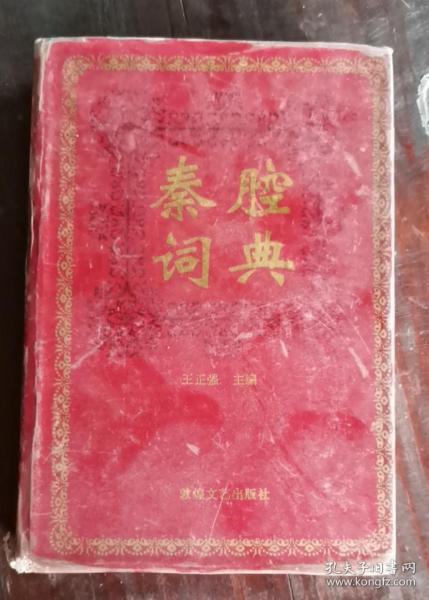 秦腔
词典
王正强 主编
敦煌文艺出版社
孔夫子旧书网
www.kongfz.com